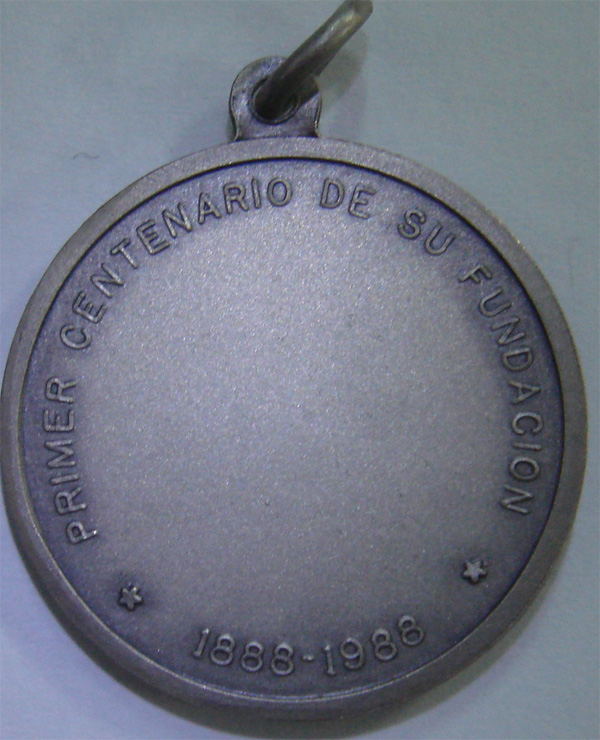 PRIMER CENTENARIO DE SU FUNDACION
1888-1988